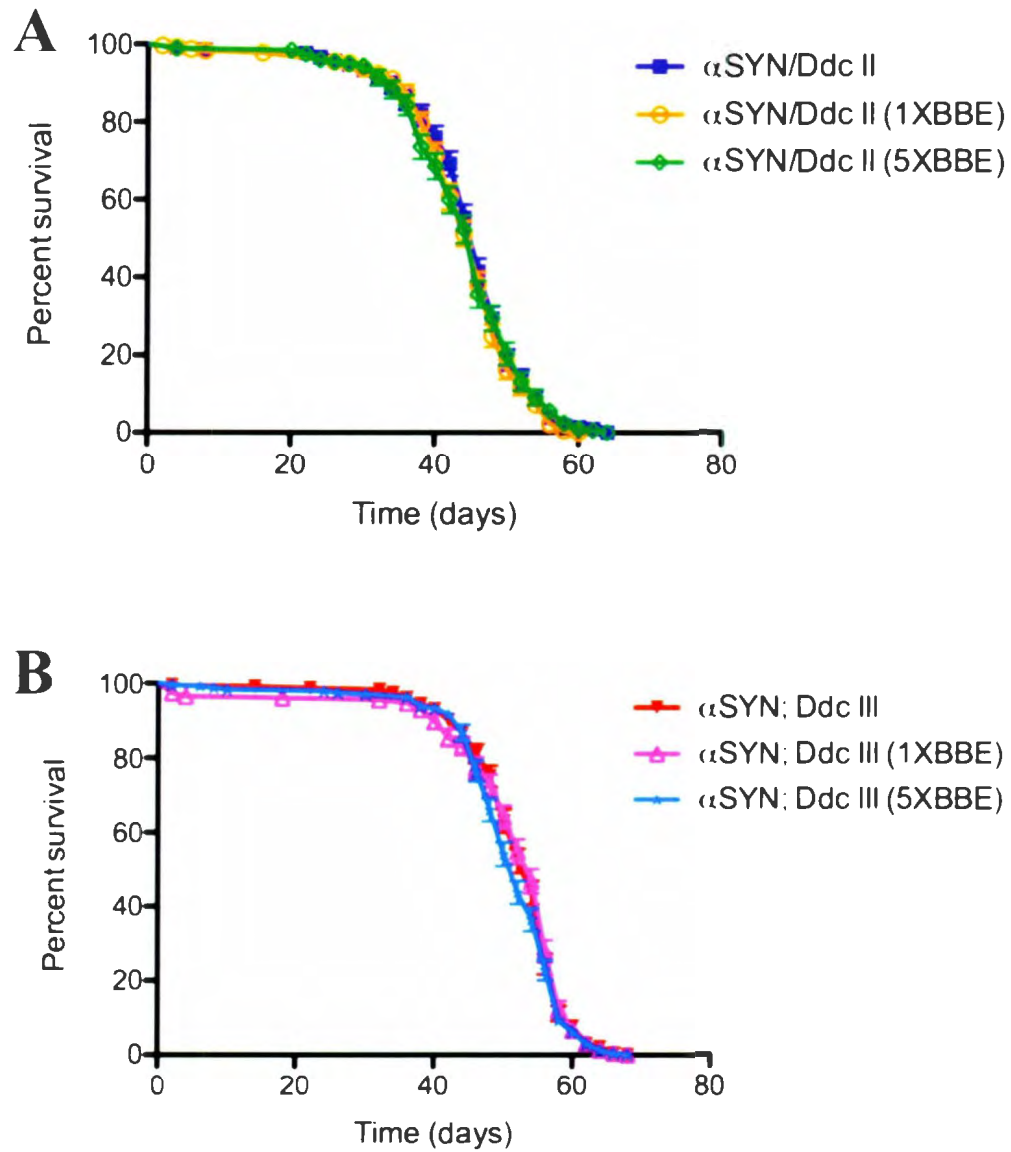 A
100
80
60
40
20
0
Percent survival
0 20 40 60 80
Time (days)
αSYN/Ddc II
αSYN/Ddc II (1XBBE)
αSYN/Ddc II (5XBBE)
B
100
80
60
40
20
0
Percent survival
0 20 40 60 80
Time (days)
αSYN; Ddc III
αSYN; Ddc III (1XBBE)
αSYN; Ddc III (5XBBE)